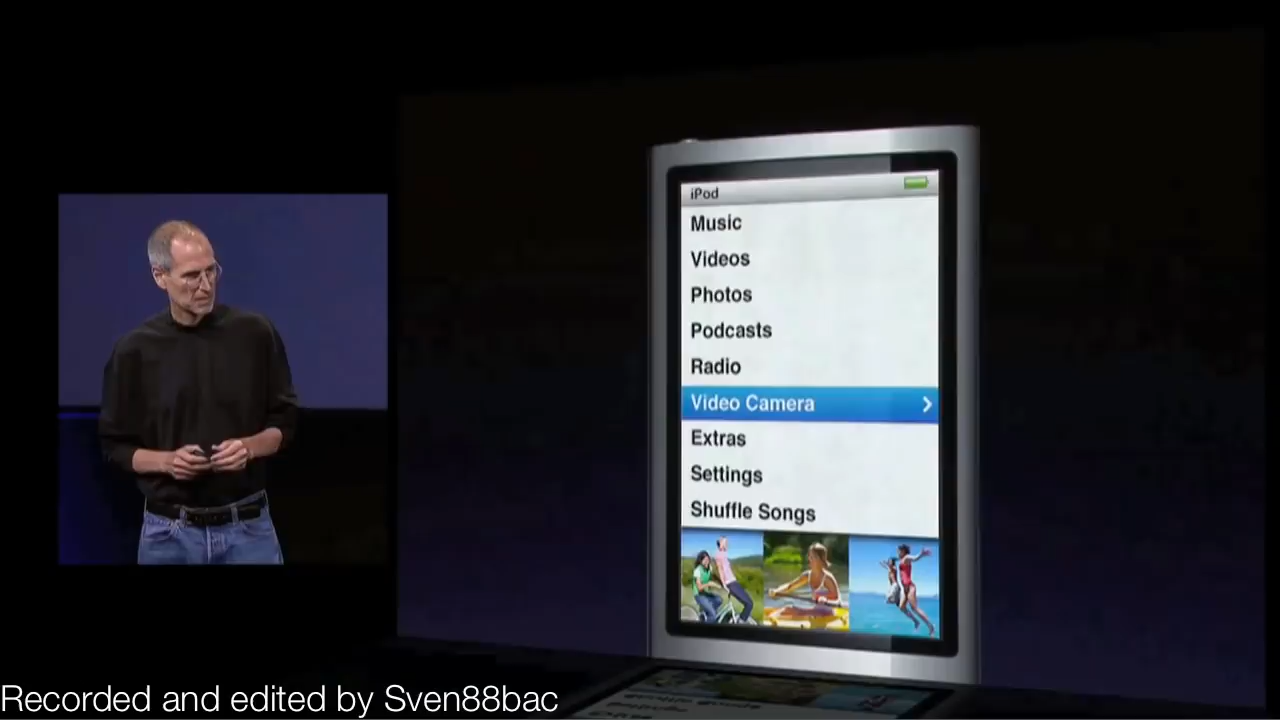 iPod
Music
Videos
Photos
Podcasts
Radio
Video Camera
Extras
Settings
Shuffle Songs
Recorded and edited by Sven88bac